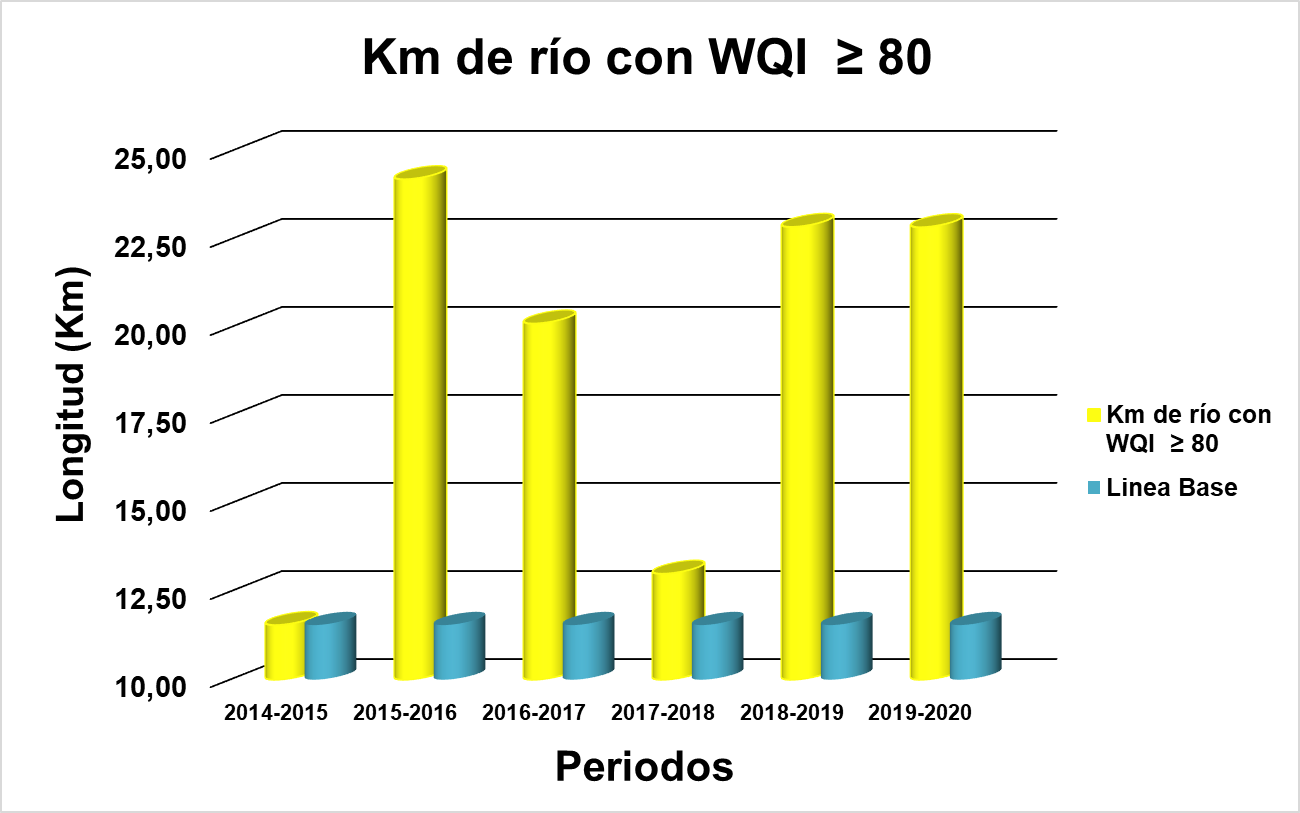 Km de río con WQI  ≥ 80
25,00
22,50
20,00
17,50
15,00
12,50
10,00
Longitud (Km)
2014-2015 2015-2016 2016-2017 2017-2018 2018-2019 2019-2020
Periodos
Km de río con
WQI  ≥ 80
Linea Base